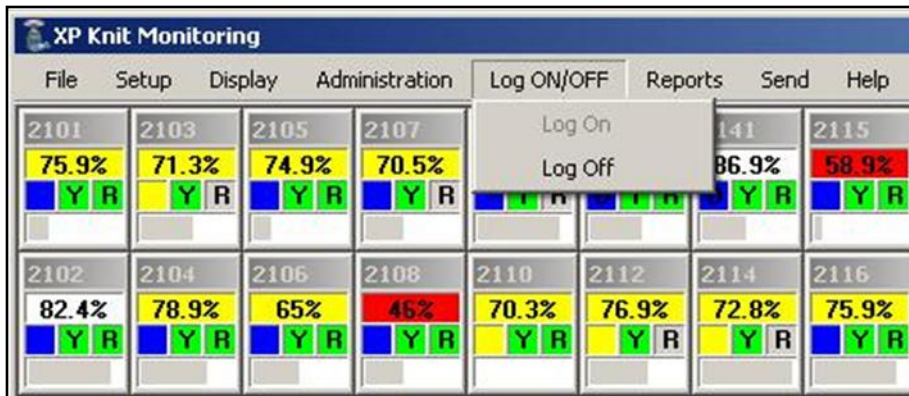 XP Knit Monitoring
File Setup Display Administration Log ON/OFF Reports Send Help
Log On
Log Off
2101 2103 2105 2107 141 2115
75.9% 71.3% 74.9% 70.5% 86.9% 58.9%
Y R Y R Y R Y R Y R Y R Y R Y R
2102 2104 2106 2108 2110 2112 2114 2116
82.4% 78.9% 65% 46% 70.3% 76.9% 72.8% 75.9%
Y R Y R Y R Y R Y R Y R Y R Y R